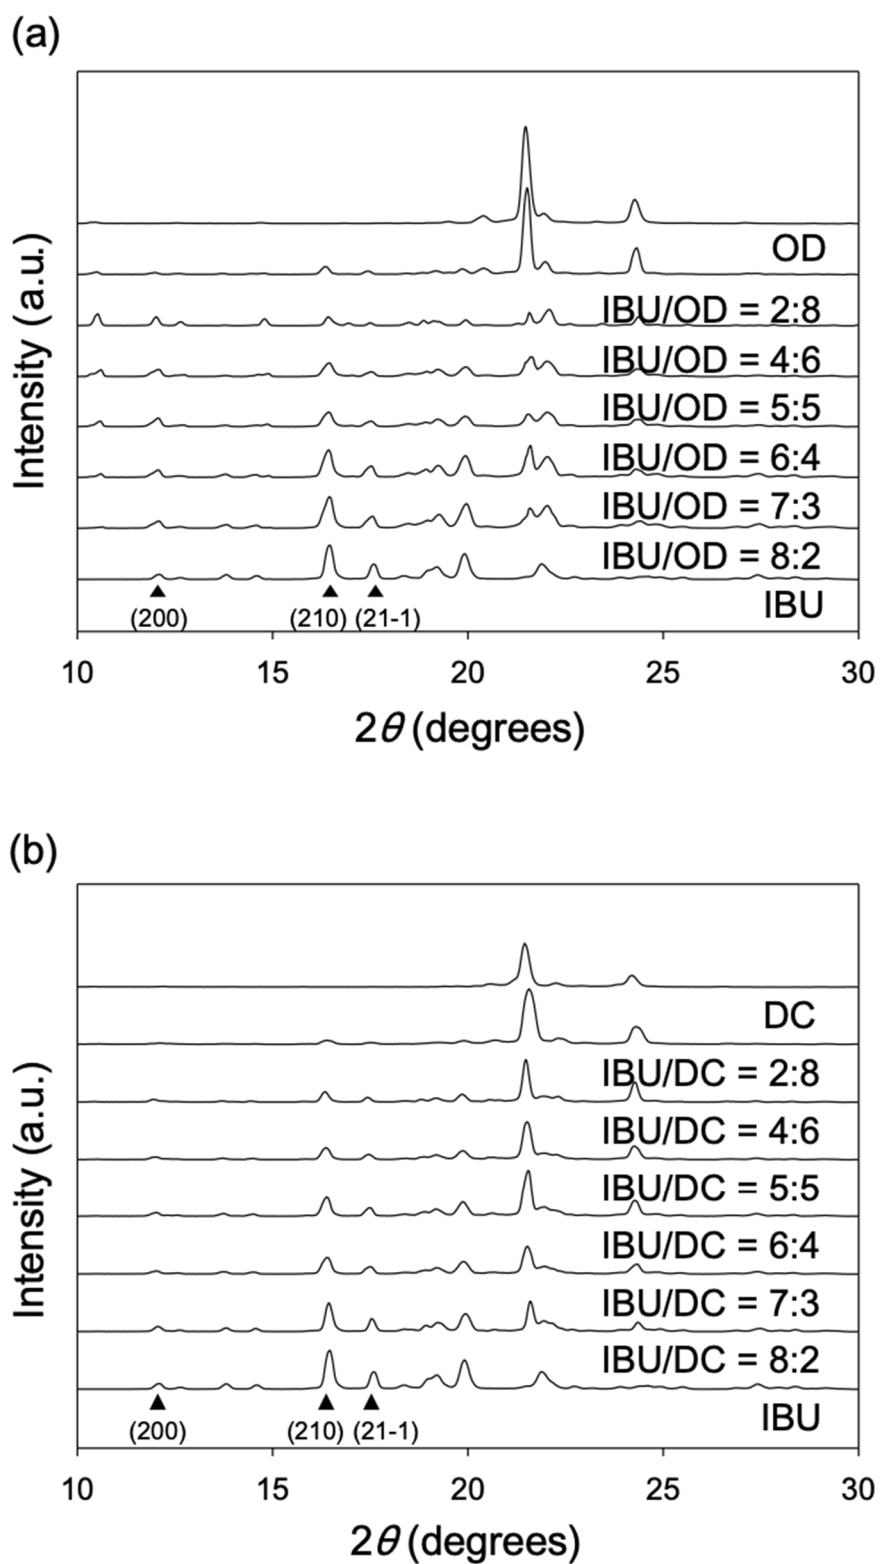 (a)
Intensity (a.u.)
OD
IBU/OD = 2:8
IBU/OD = 4:6
IBU/OD = 5:5
IBU/OD = 6:4
IBU/OD = 7:3
IBU/OD = 8:2
IBU
(200) (210) (21-1)
10 15 20 25 30
2θ (degrees)
(b)
Intensity (a.u.)
DC
IBU/DC = 2:8
IBU/DC = 4:6
IBU/DC = 5:5
IBU/DC = 6:4
IBU/DC = 7:3
IBU/DC = 8:2
IBU
(200) (210) (21-1)
10 15 20 25 30
2θ (degrees)